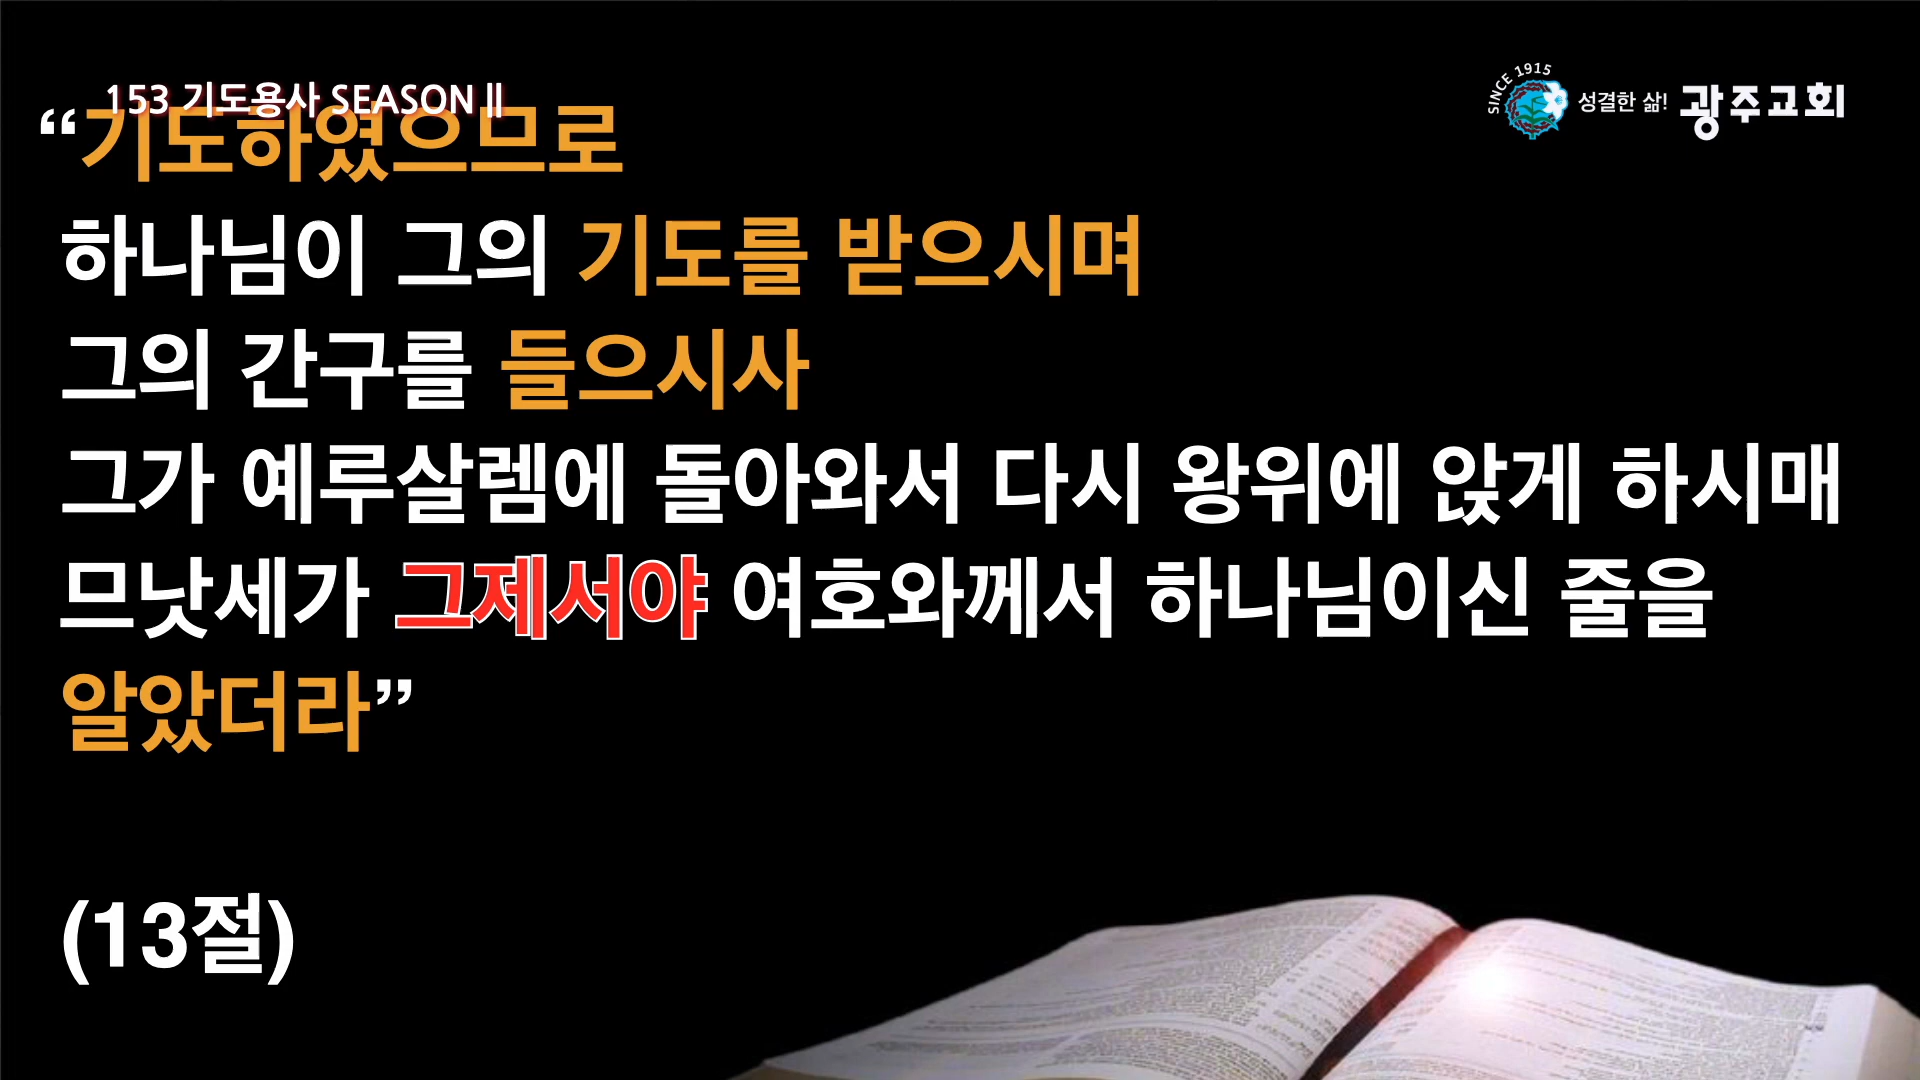 153 기도용사 SEASON Ⅱ
SINCE 1915
성결한 삶! 광주교회
“기도하였으므로
하나님이 그의 기도를 받으시며
그의 간구를 들으시사
그가 예루살렘에 돌아와서 다시 왕위에 앉게 하시매
므낫세가 그제서야 여호와께서 하나님이신 줄을
알았더라”
(13절)